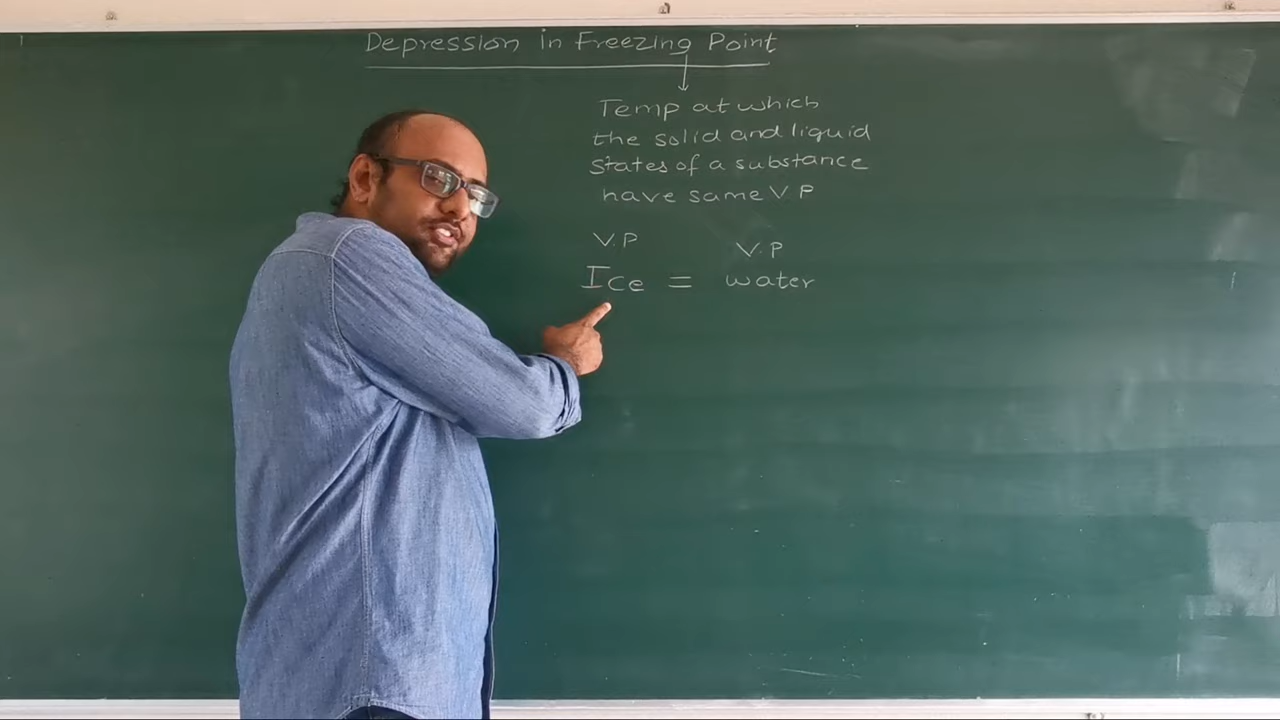 Depression in Freezing Point
Temp at which
the solid and liquid
states of a substance
have same V.P
V.P V.P
Ice = water